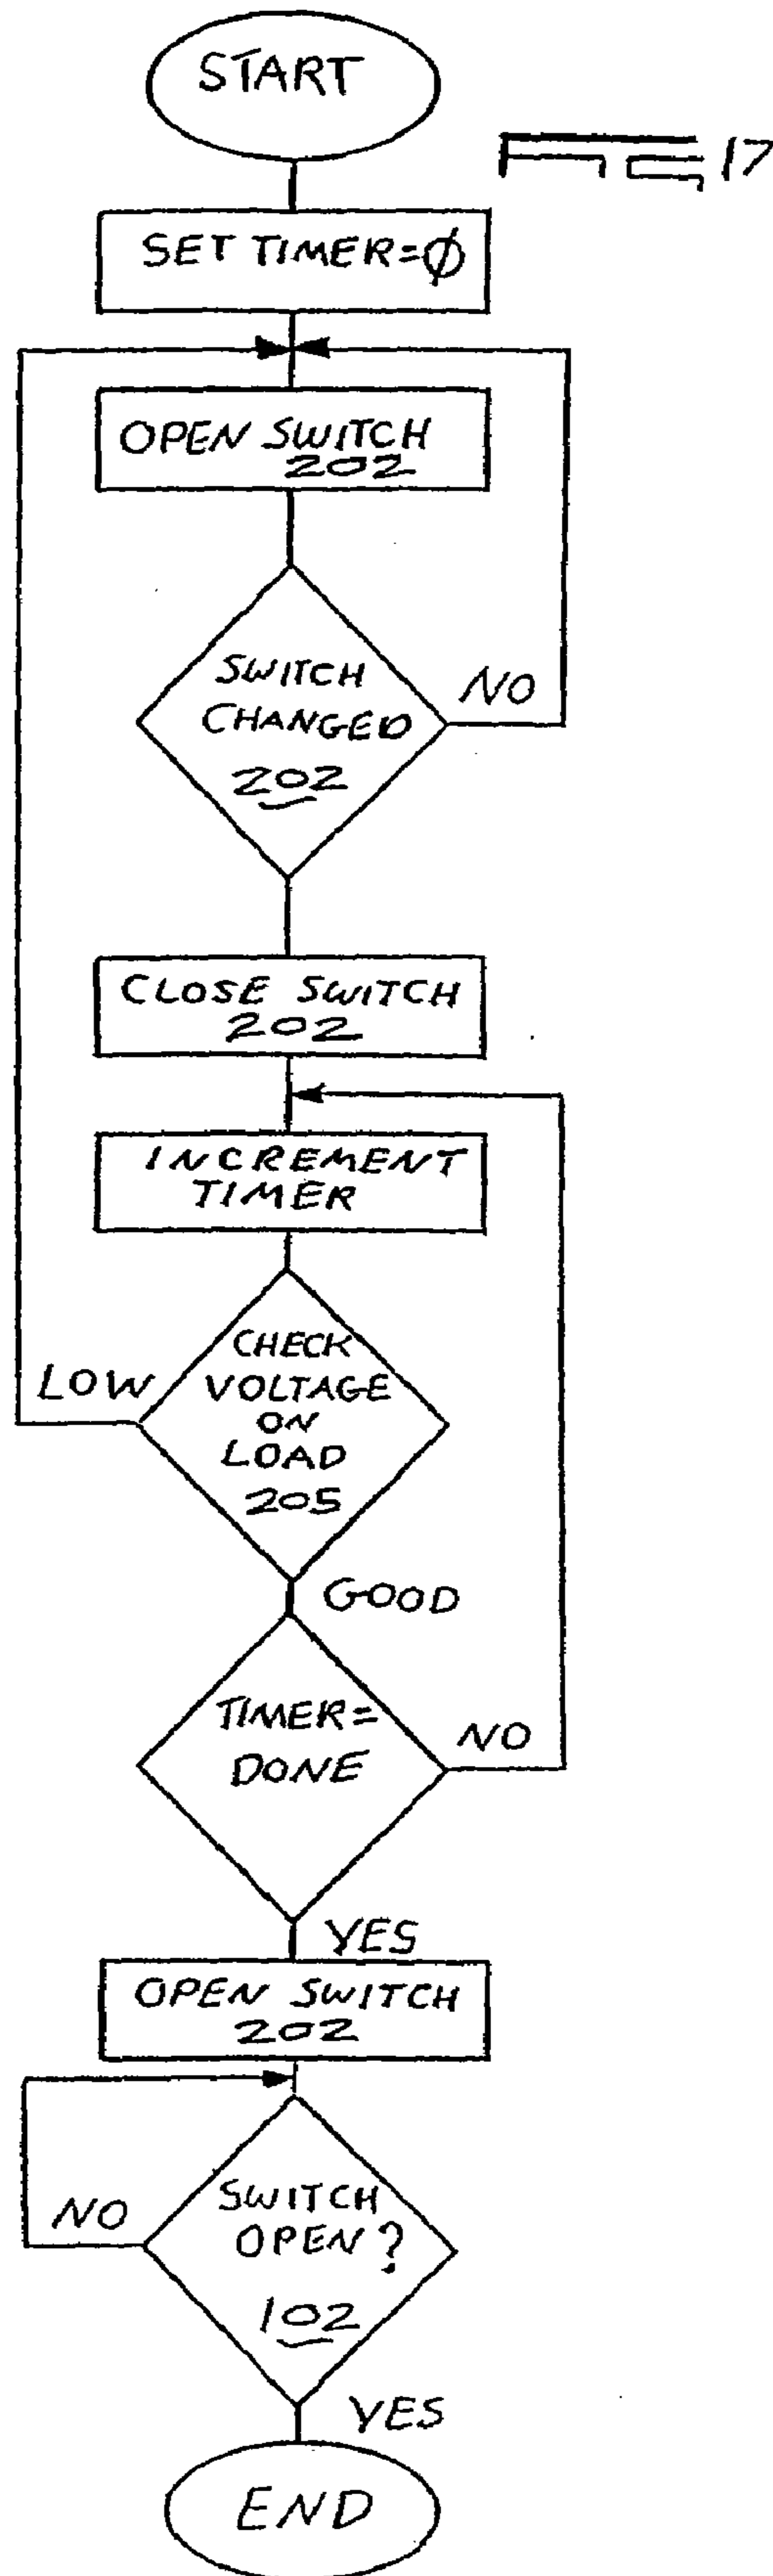 START
FIG 17
SET TIMER=Ø
OPEN SWITCH
202
SWITCH
CHANGED
202
NO
CLOSE SWITCH
202
INCREMENT
TIMER
CHECK
VOLTAGE
ON
LOAD
205
LOW
GOOD
TIMER=
DONE
NO
YES
OPEN SWITCH
202
SWITCH
OPEN?
102
NO
YES
END